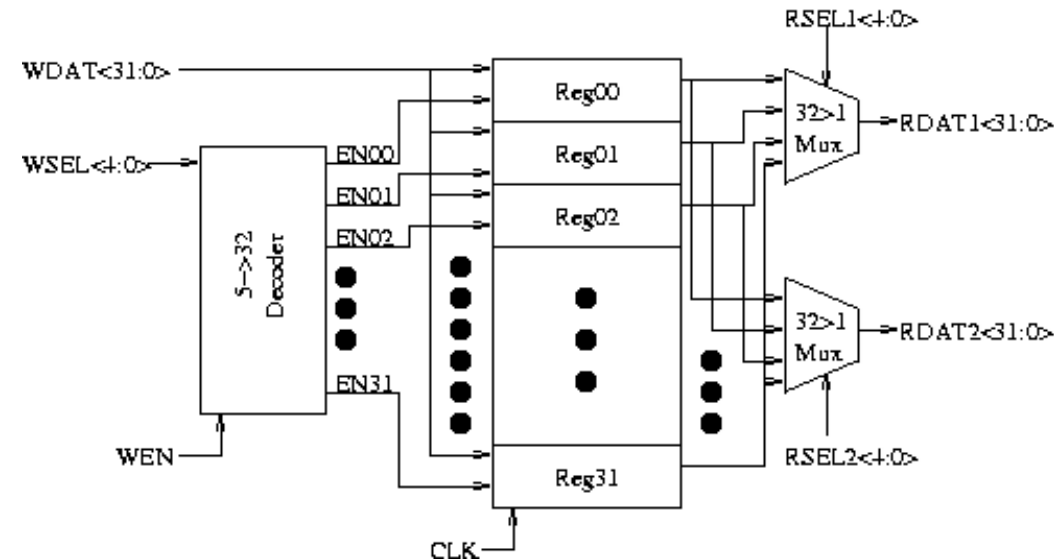 RSEL1<4:0>
WDAT<31:0>
Reg00
32>1
Mux
RDAT1<31:0>
EN00
WSEL<4:0>
Reg01
EN01
Reg02
EN02
5-->32
Decoder
32>1
Mux
RDAT2<31:0>
EN31
WEN
RSEL2<4:0>
Reg31
CLK